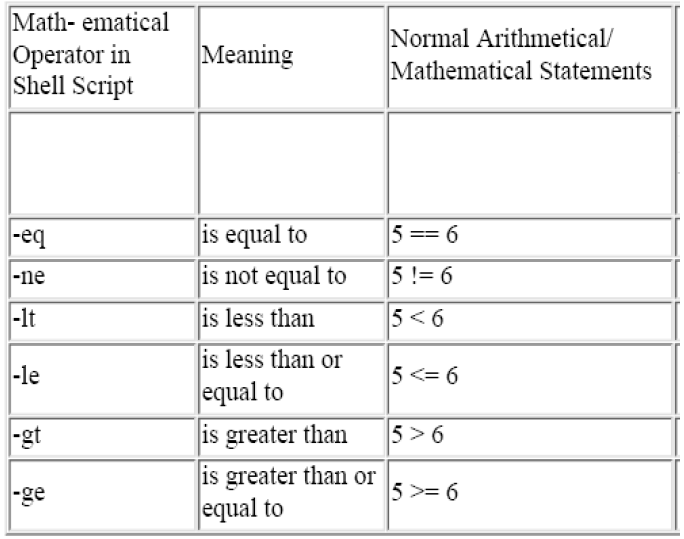 Math- ematical
Operator in
Shell Script
Meaning
Normal Arithmetical/
Mathematical Statements
-eq
is equal to
5 == 6
-ne
is not equal to
5 != 6
-lt
is less than
5 < 6
-le
is less than or
equal to
5 <= 6
-gt
is greater than
5 > 6
-ge
is greater than or
equal to
5 >= 6